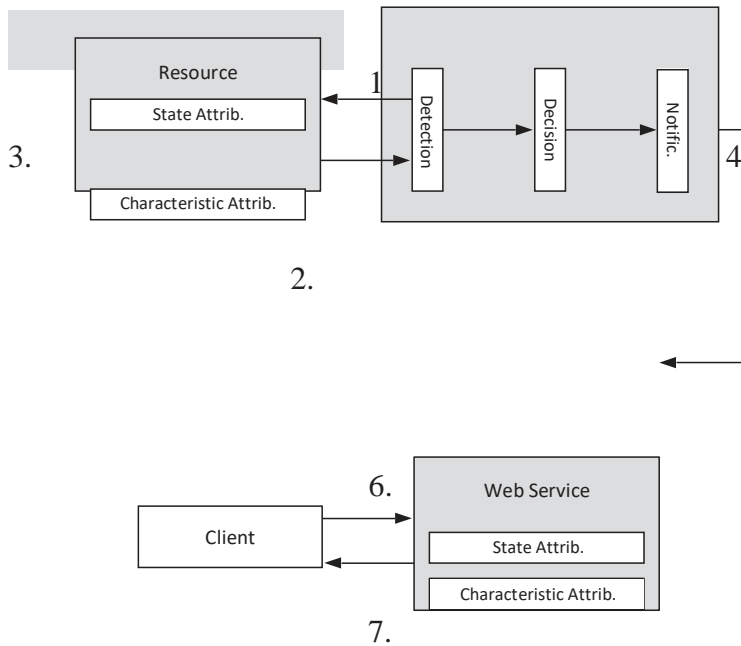 Resource
State Attrib.
Characteristic Attrib.
1
Detection
Decision
Notific.
3.
4
2.
6.
Web Service
Client
State Attrib.
Characteristic Attrib.
7.